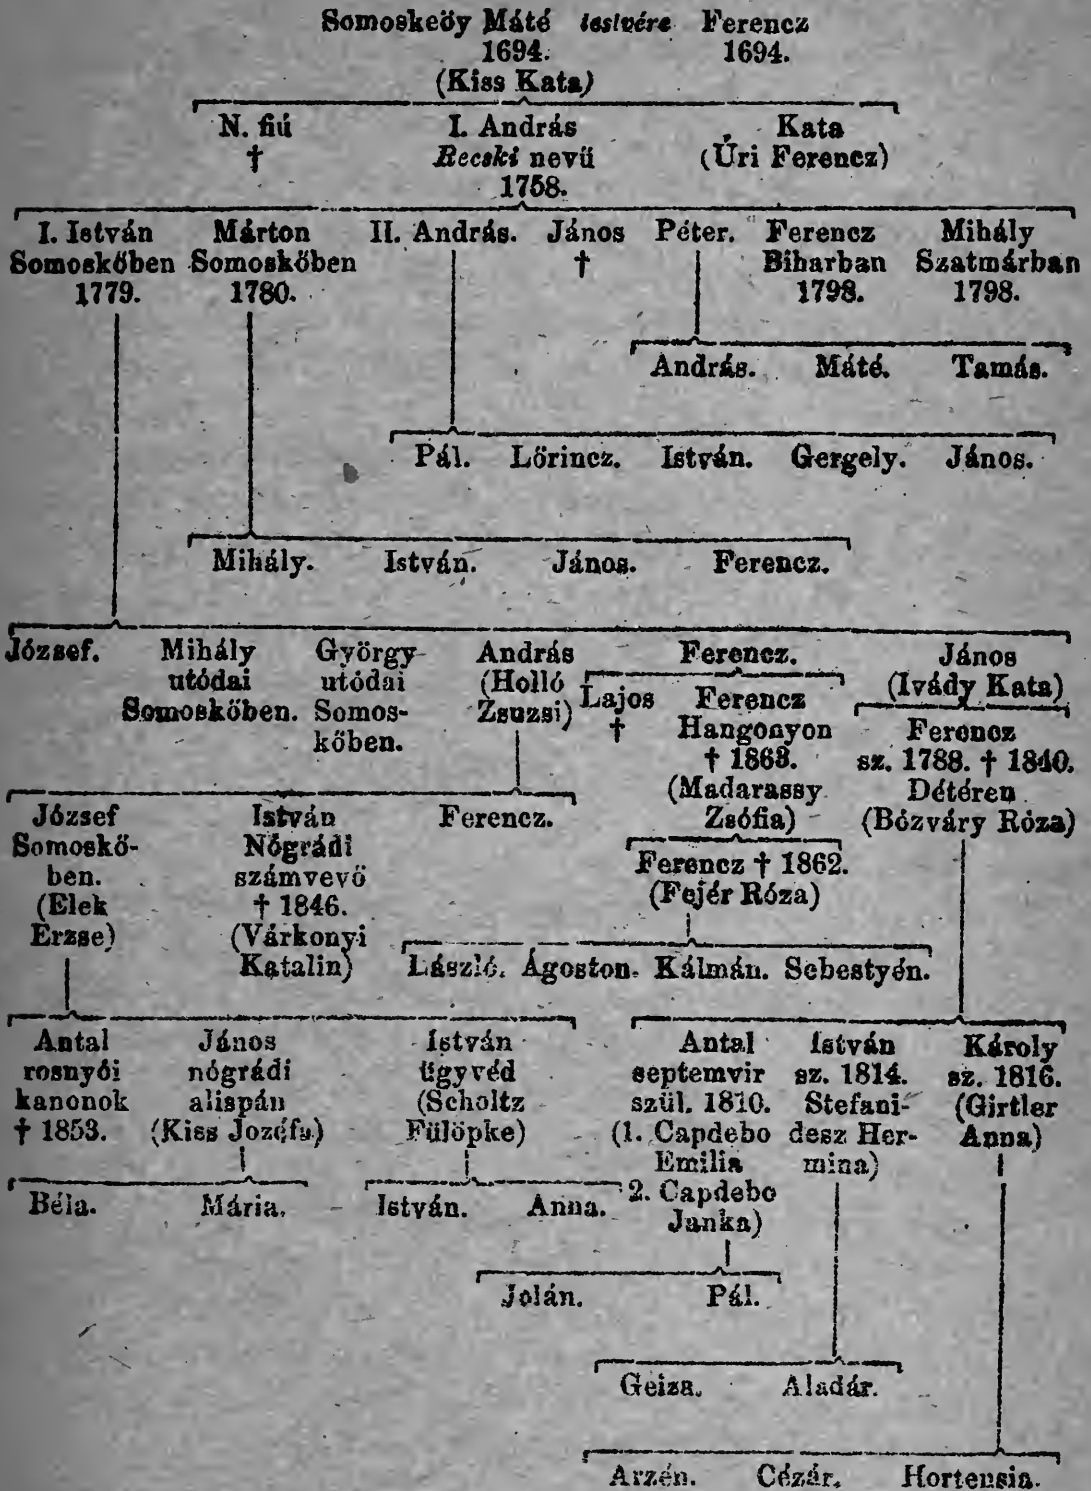 Somoskeöy Máté testvére Ferencz
1694. 1694.
(Kiss Kata)
N. fiú I. András Kata
† Recski nevü (Úri Ferencz)
1758.
I. István Márton II. András. János Péter. Ferencz Mihály
Somoskőben Somoskőben † Biharban Szatmárban
1779. 1780. 1798. 1798.
András. Máté. Tamás.
Pál. Lőrincz. István. Gergely. János.
Mihály. István. János. Ferencz.
József. Mihály György András Ferencz. János
utódai utódai (Holló (Ivády Kata)
Somoskőben. Somos- Zsuzsi) Lajos Ferencz Ferencz
kőben. † Hangonyon sz. 1788. † 1840.
† 1863. Détéren
(Madarassy (Bózváry Róza)
Zsófia)
József István Ferencz.
Somoskő- Nógrádi Ferencz † 1862.
ben. számvevő (Fejér Róza)
(Elek † 1846.
Erzse) (Várkonyi
Katalin) László. Ágoston. Kálmán. Sebestyén.
Antal János István Antal István Károly
rosnyói nógrádi ügyvéd septemvir sz. 1814. sz. 1816.
kanonok alispán (Scholtz szül. 1810. Stefani- (Girtler
† 1853. (Kiss Jozéfa) Fülöpke) (1. Capdebo desz Her- Anna)
Emilia mina)
Béla. Mária. István. Anna. 2. Capdebo
Janka)
Jolán. Pál.
Geiza. Aladár.
Arzén. Cézár. Hortensia.